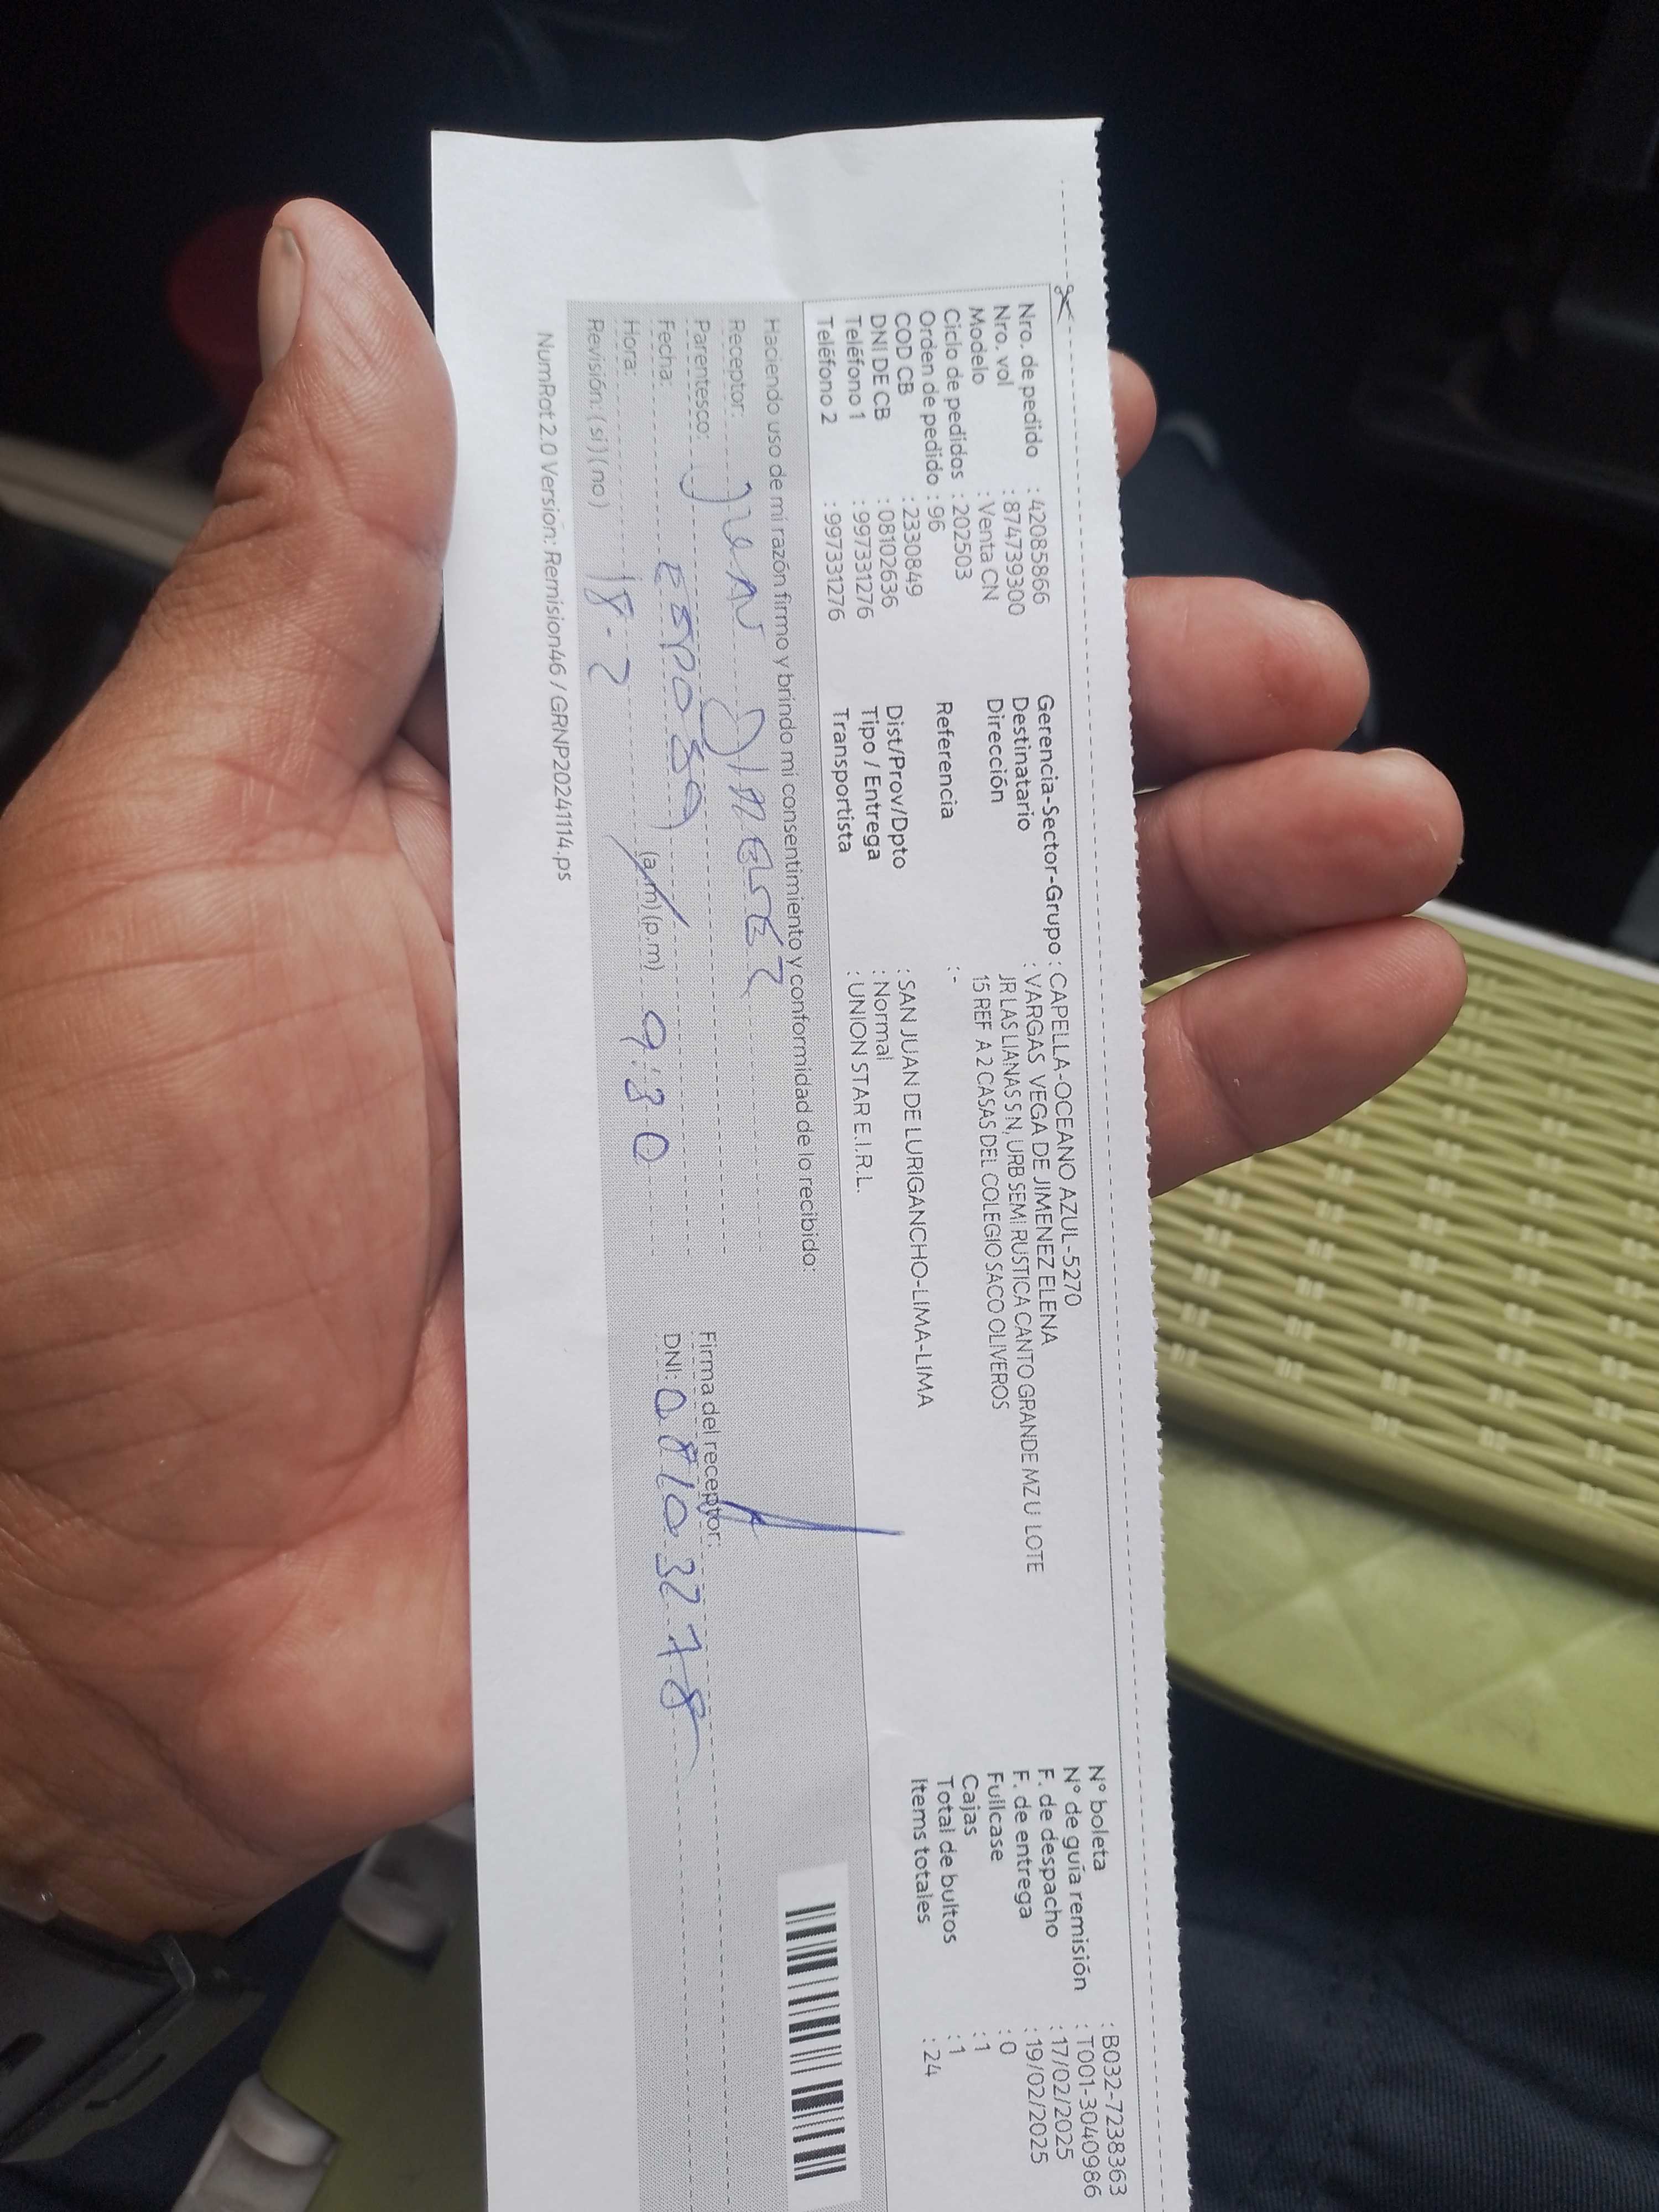 Nro. de pedido : 42085866
Nro. vol : 874739300
Modelo : Venta CN
Ciclo de pedidos : 202503
Orden de pedido : 96
COD CB : 2330849
DNI DE CB : 08102636
Teléfono 1 : 997331276
Teléfono 2 : 997331276
Gerencia-Sector-Grupo : CAPELLA-OCEANO AZUL-5270
Destinatario : VARGAS VEGA DE JIMENEZ ELENA
Dirección JR LAS LIANAS S N, URB SEMI RUSTICA CANTO GRANDE MZ U LOTE
15 REF A 2 CASAS DEL COLEGIO SACO OLIVEROS
Referencia : -
Dist/Prov/Dpto : SAN JUAN DE LURIGANCHO-LIMA-LIMA
Tipo / Entrega : Normal
Transportista : UNION STAR E.I.R.L.
N° boleta : B032-7238363
N° de guía remisión : T001-3040986
F. de despacho : 17/02/2025
F. de entrega : 19/02/2025
Fullcase : 0
Cajas : 1
Total de bultos : 1
Items totales : 24
Haciendo uso de mi razón firmo y brindo mi consentimiento y conformidad de lo recibido:
Receptor: Juan Jimenez
Parentesco: Esposo
Fecha: 18-2
Hora: (a.m) (p.m) 9:30
Revisión: (si) (no)
Firma del receptor:
DNI: 08103278
NumRot 2.0 Versión: Remision46 / GRNP20241114.ps